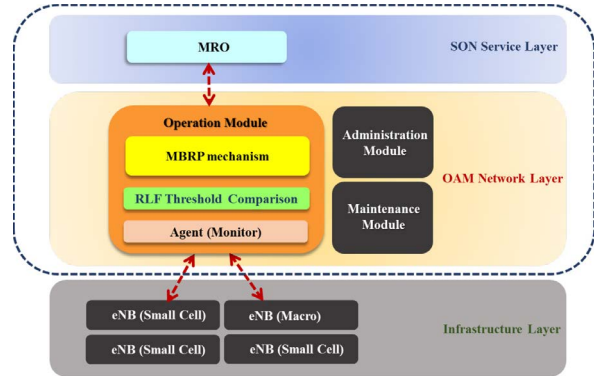 MRO
SON Service Layer
Operation Module
MBRP mechanism
RLF Threshold Comparison
Agent (Monitor)
Administration
Module
Maintenance
Module
OAM Network Layer
eNB (Small Cell)
eNB (Macro)
eNB (Small Cell)
eNB (Small Cell)
Infrastructure Layer